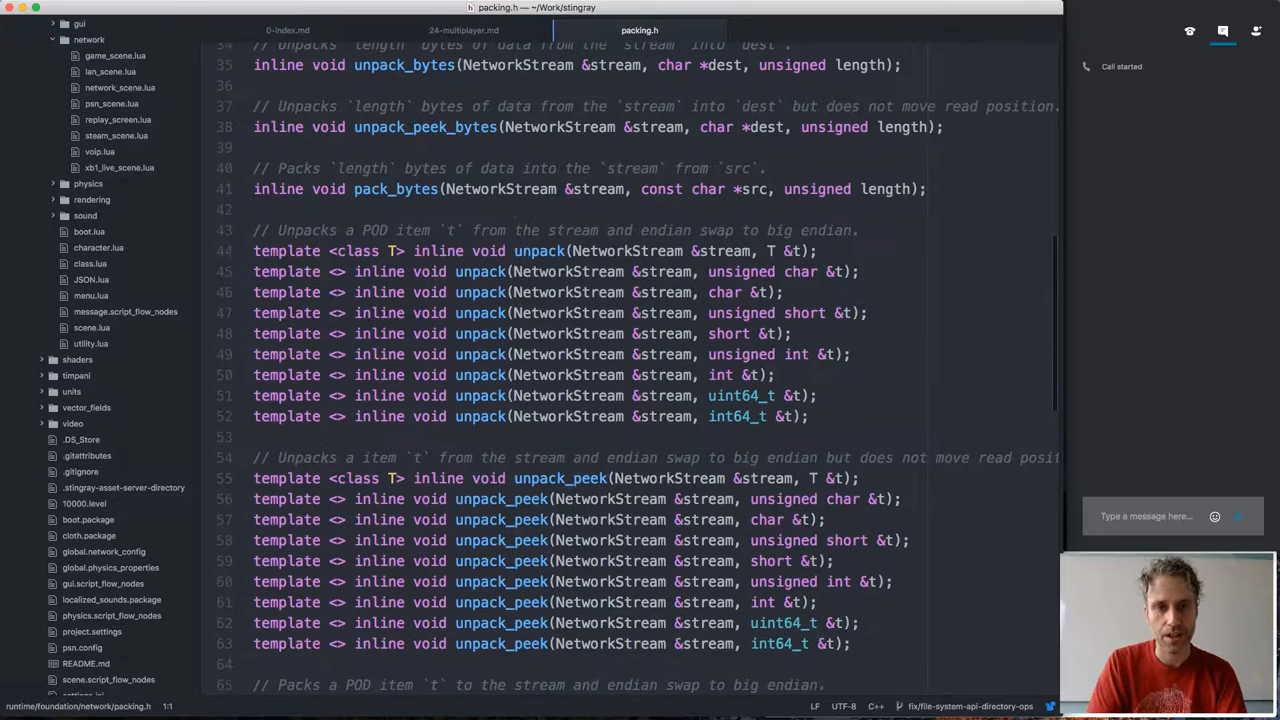 packing.h — ~/Work/stingray
0-index.md
24-multiplayer.md
packing.h
gui
network
game_scene.lua
lan_scene.lua
network_scene.lua
psn_scene.lua
replay_screen.lua
steam_scene.lua
voip.lua
xb1_live_scene.lua
physics
rendering
sound
boot.lua
character.lua
class.lua
JSON.lua
menu.lua
message.script_flow_nodes
scene.lua
utility.lua
shaders
timpani
units
vector_fields
video
.DS_Store
.gitattributes
.gitignore
.stingray-asset-server-directory
10000.level
boot.package
cloth.package
global.network_config
global.physics_properties
gui.script_flow_nodes
localized_sounds.package
physics.script_flow_nodes
project.settings
psn.config
README.md
scene.script_flow_nodes
settings.ini
34 // Unpacks `length` bytes of data from the `stream` into `dest`.
35 inline void unpack_bytes(NetworkStream &stream, char *dest, unsigned length);
36
37 // Unpacks `length` bytes of data from the `stream` into `dest` but does not move read position.
38 inline void unpack_peek_bytes(NetworkStream &stream, char *dest, unsigned length);
39
40 // Packs `length` bytes of data into the `stream` from `src`.
41 inline void pack_bytes(NetworkStream &stream, const char *src, unsigned length);
42
43 // Unpacks a POD item `t` from the stream and endian swap to big endian.
44 template <class T> inline void unpack(NetworkStream &stream, T &t);
45 template <> inline void unpack(NetworkStream &stream, unsigned char &t);
46 template <> inline void unpack(NetworkStream &stream, char &t);
47 template <> inline void unpack(NetworkStream &stream, unsigned short &t);
48 template <> inline void unpack(NetworkStream &stream, short &t);
49 template <> inline void unpack(NetworkStream &stream, unsigned int &t);
50 template <> inline void unpack(NetworkStream &stream, int &t);
51 template <> inline void unpack(NetworkStream &stream, uint64_t &t);
52 template <> inline void unpack(NetworkStream &stream, int64_t &t);
53
54 // Unpacks a item `t` from the stream and endian swap to big endian but does not move read posit
55 template <class T> inline void unpack_peek(NetworkStream &stream, T &t);
56 template <> inline void unpack_peek(NetworkStream &stream, unsigned char &t);
57 template <> inline void unpack_peek(NetworkStream &stream, char &t);
58 template <> inline void unpack_peek(NetworkStream &stream, unsigned short &t);
59 template <> inline void unpack_peek(NetworkStream &stream, short &t);
60 template <> inline void unpack_peek(NetworkStream &stream, unsigned int &t);
61 template <> inline void unpack_peek(NetworkStream &stream, int &t);
62 template <> inline void unpack_peek(NetworkStream &stream, uint64_t &t);
63 template <> inline void unpack_peek(NetworkStream &stream, int64_t &t);
64
65 // Packs a POD item `t` to the stream and endian swap to big endian.
Call started
Type a message here...
runtime/foundation/network/packing.h 1:1 LF UTF-8 C++ fix/file-system-api-directory-ops